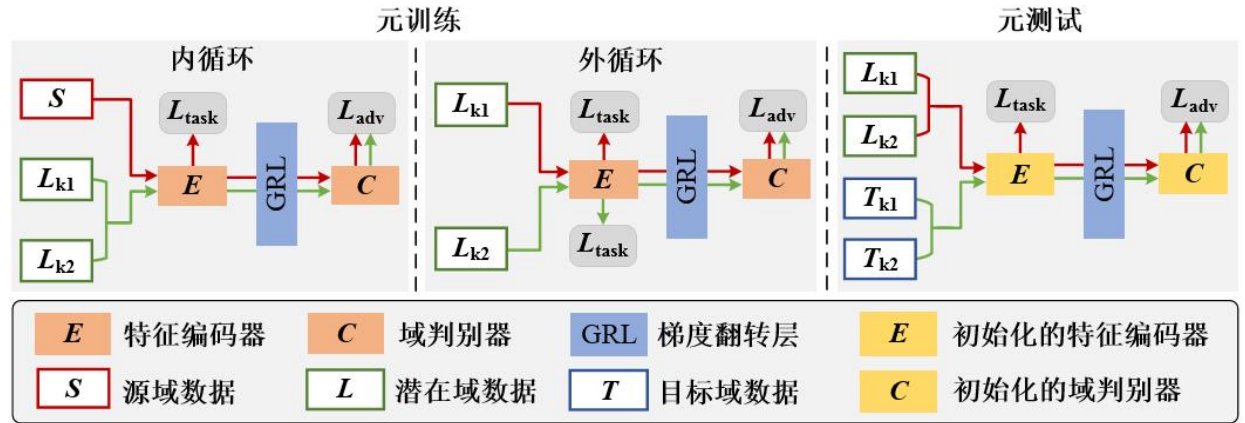 元训练
元测试
内循环
外循环
S
L_task
L_adv
L_k1
L_k2
E
GRL
C
L_k1
L_task
L_adv
E
GRL
C
L_k2
L_task
L_k1
L_k2
L_task
L_adv
E
GRL
C
T_k1
T_k2
E 特征编码器 C 域判别器 GRL 梯度翻转层 E 初始化的特征编码器
S 源域数据 L 潜在域数据 T 目标域数据 C 初始化的域判别器